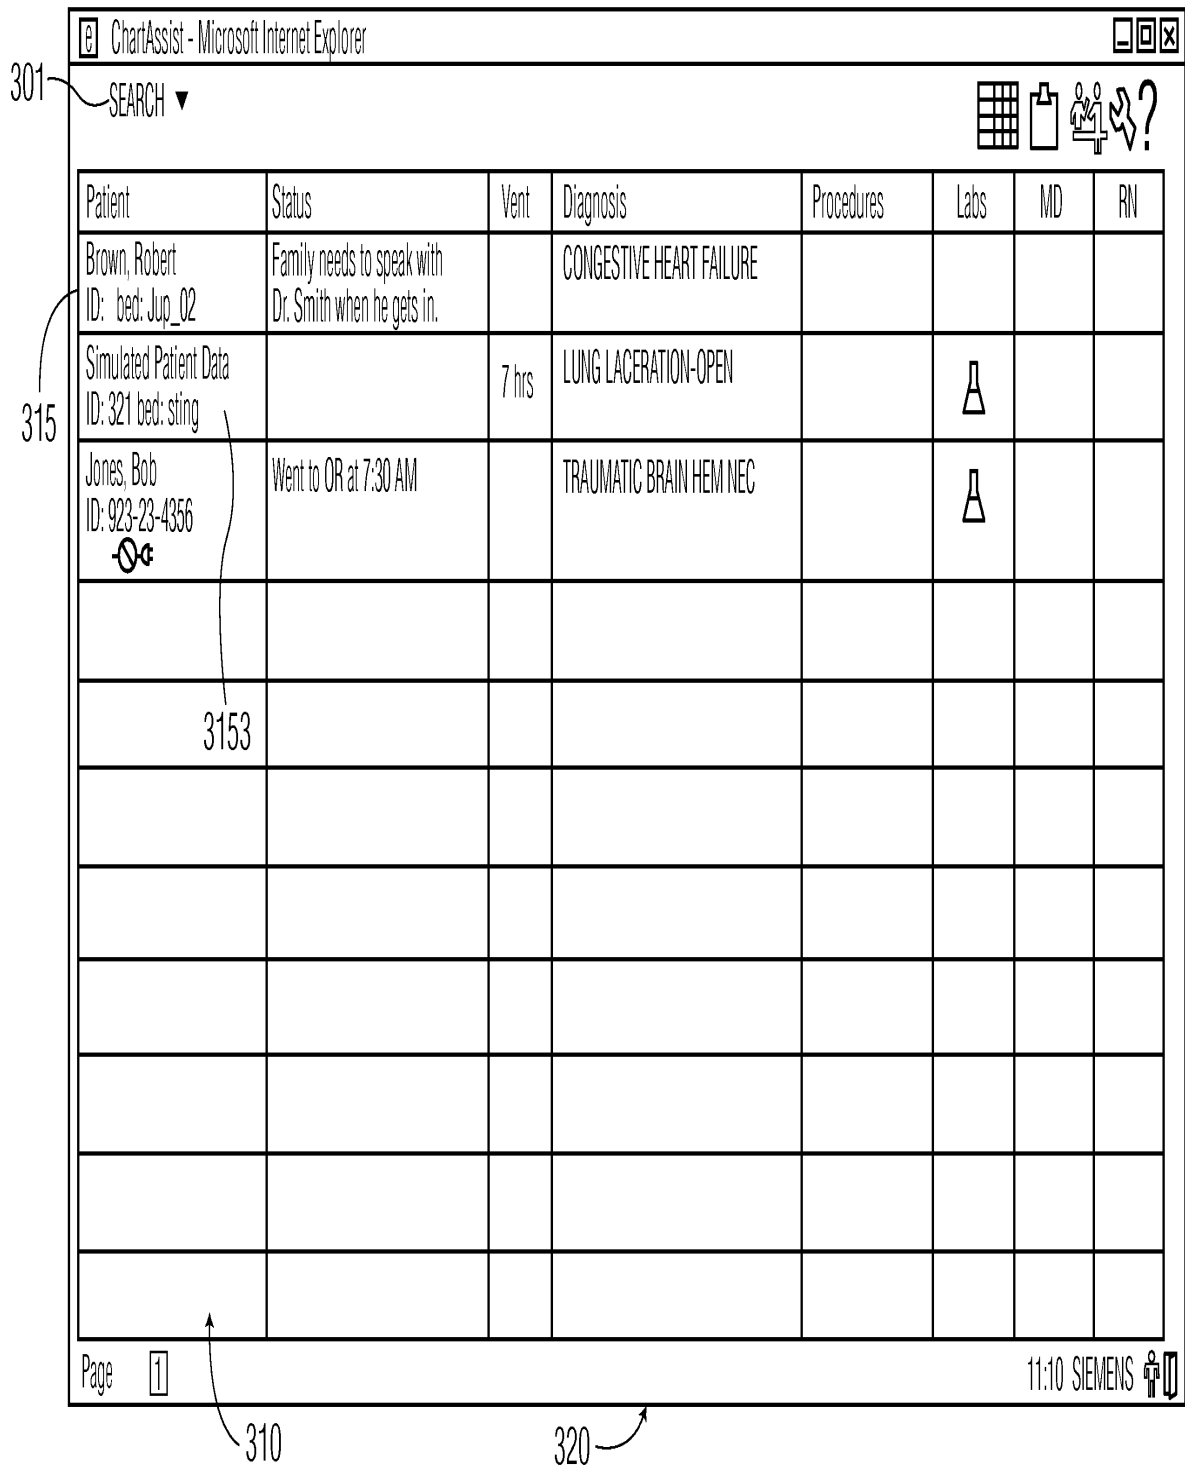 e ChartAssist - Microsoft Internet Explorer
301
SEARCH ▼
?
Patient Status Vent Diagnosis Procedures Labs MD RN
Brown, Robert
ID: bed: Jup_02
Family needs to speak with
Dr. Smith when he gets in.
CONGESTIVE HEART FAILURE
315
Simulated Patient Data
ID: 321 bed: sting
7 hrs
LUNG LACERATION-OPEN
Jones, Bob
ID: 923-23-4356
Went to OR at 7:30 AM
TRAUMATIC BRAIN HEM NEC
3153
Page 1
11:10 SIEMENS
310
320